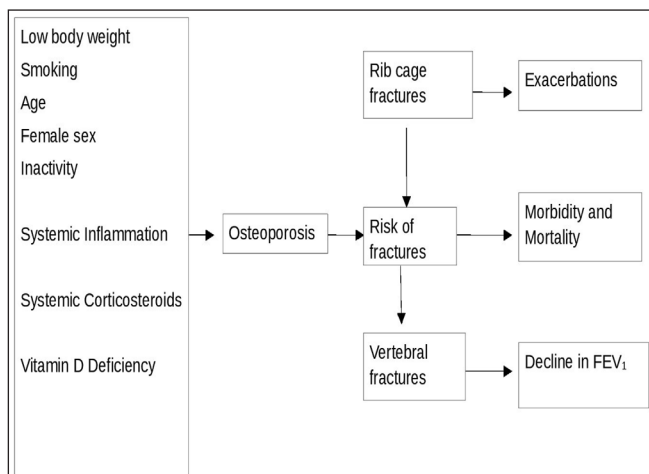 Low body weight
Smoking
Age
Female sex
Inactivity
Systemic Inflammation
Systemic Corticosteroids
Vitamin D Deficiency
Osteoporosis
Rib cage
fractures
Exacerbations
Risk of
fractures
Morbidity and
Mortality
Vertebral
fractures
Decline in FEV₁